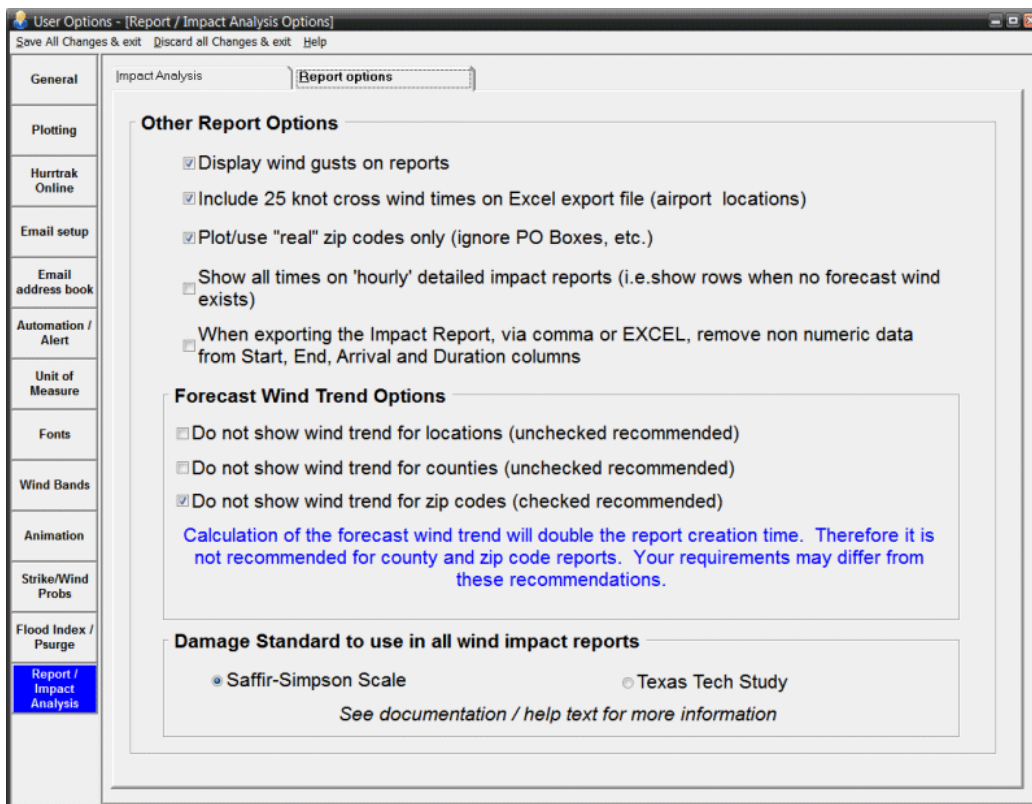 User Options - [Report / Impact Analysis Options]
Save All Changes & exit Discard all Changes & exit Help
General
Plotting
Hurrtrak
Online
Email setup
Email
address book
Automation /
Alert
Unit of
Measure
Fonts
Wind Bands
Animation
Strike/Wind
Probs
Flood Index /
Psurge
Report /
Impact
Analysis
Impact Analysis
Report options
Other Report Options
Display wind gusts on reports
Include 25 knot cross wind times on Excel export file (airport locations)
Plot/use "real" zip codes only (ignore PO Boxes, etc.)
Show all times on 'hourly' detailed impact reports (i.e.show rows when no forecast wind
exists)
When exporting the Impact Report, via comma or EXCEL, remove non numeric data
from Start, End, Arrival and Duration columns
Forecast Wind Trend Options
Do not show wind trend for locations (unchecked recommended)
Do not show wind trend for counties (unchecked recommended)
Do not show wind trend for zip codes (checked recommended)
Calculation of the forecast wind trend will double the report creation time. Therefore it is
not recommended for county and zip code reports. Your requirements may differ from
these recommendations.
Damage Standard to use in all wind impact reports
Saffir-Simpson Scale
Texas Tech Study
See documentation / help text for more information